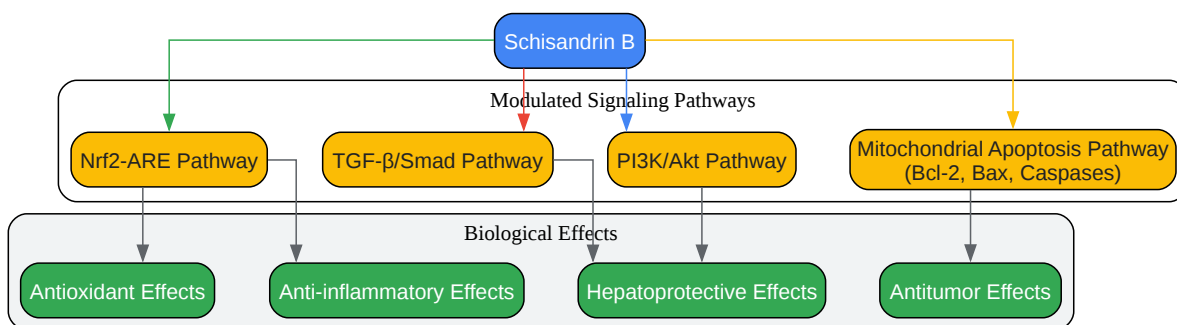 Schisandrin B
Modulated Signaling Pathways
Nrf2-ARE Pathway
TGF-β/Smad Pathway
PI3K/Akt Pathway
Mitochondrial Apoptosis Pathway
(Bcl-2, Bax, Caspases)
Biological Effects
Antioxidant Effects
Anti-inflammatory Effects
Hepatoprotective Effects
Antitumor Effects